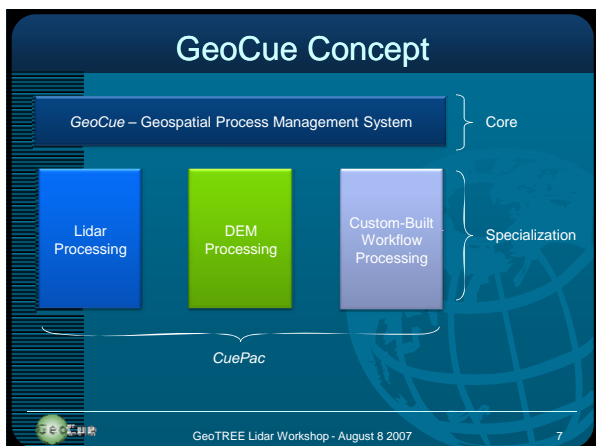 GeoCue Concept
GeoCue – Geospatial Process Management System
Core
Lidar
Processing
DEM
Processing
Custom-Built
Workflow
Processing
Specialization
CuePac
GeoCue
GeoTREE Lidar Workshop - August 8 2007
7